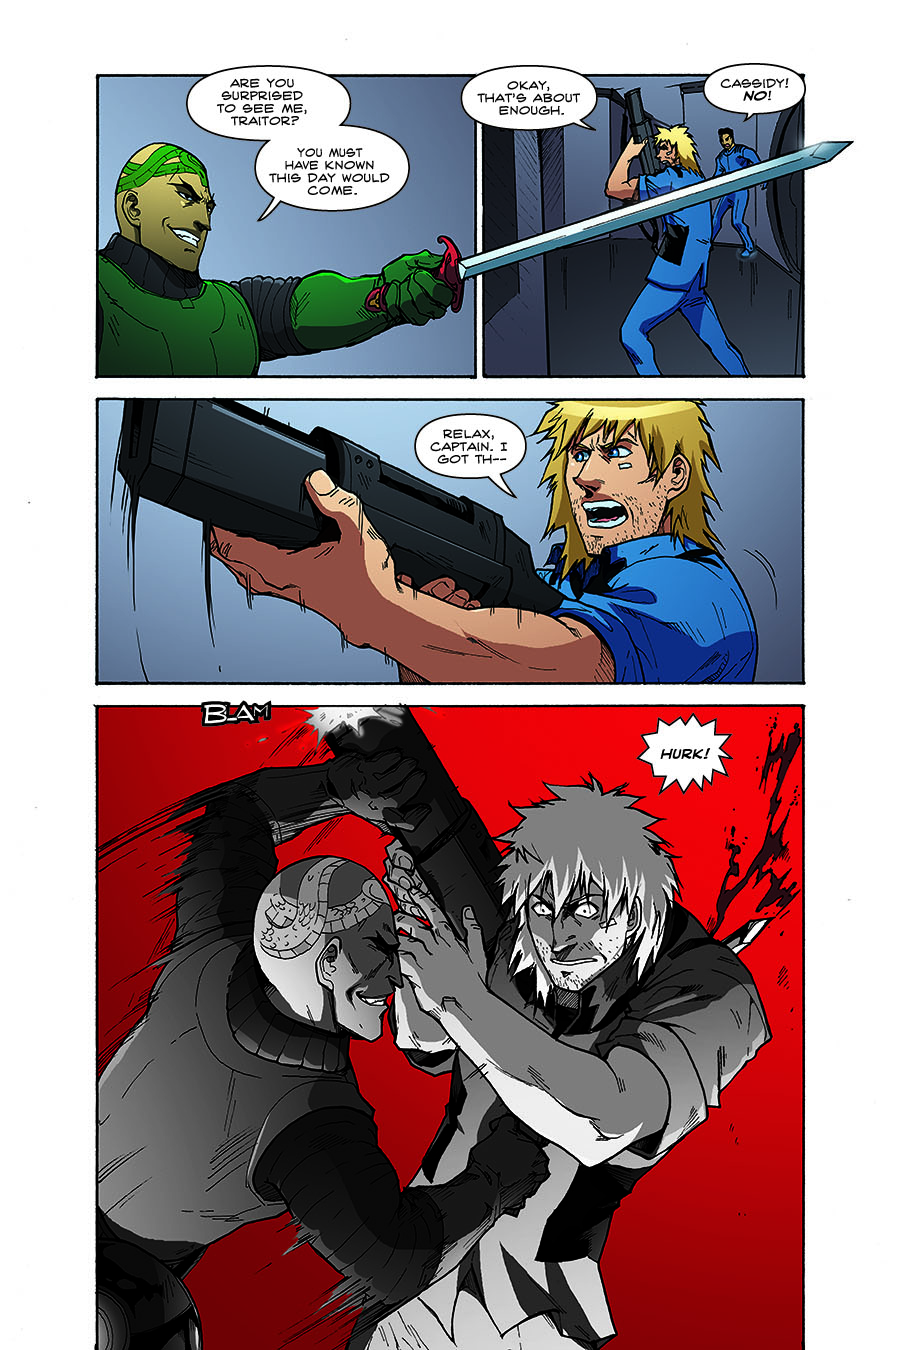 ARE YOU
SURPRISED
TO SEE ME,
TRAITOR?
YOU MUST
HAVE KNOWN
THIS DAY WOULD
COME.
OKAY,
THAT'S ABOUT
ENOUGH.
CASSIDY!
NO!
RELAX,
CAPTAIN. I
GOT TH--
BLAM
HURK!